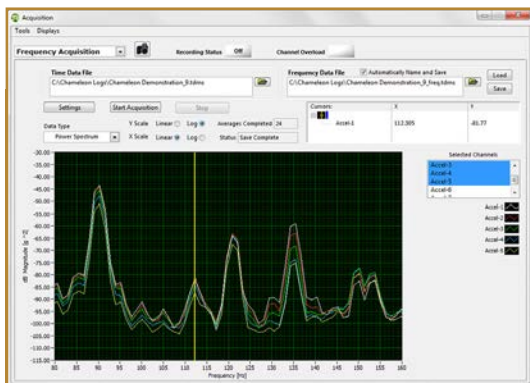 Acquisition
Tools Displays
Frequency Acquisition Recording Status Off Channel Overload
Time Data File Frequency Data File Automatically Name and Save
C:\Chameleon Logs\Chameleon Demonstration_9.tdms C:\Chameleon Logs\Chameleon Demonstration_9_freq.tdms Load
Save
Settings Start Acquisition Stop Cursors: X Y
Y Scale Linear Log Averages Completed 24 Accel-1 112.305 -81.77
Data Type
Power Spectrum X Scale Linear Log Status Save Complete
Selected Channels
Accel-3
Accel-4
Accel-5
Accel-6
Accel-1
Accel-2
Accel-3
Accel-4
Accel-5
dB Magnitude [g ^2]
-30.00
-35.00
-40.00
-45.00
-50.00
-55.00
-60.00
-65.00
-70.00
-75.00
-80.00
-85.00
-90.00
-95.00
-100.00
-105.00
-110.00
-115.00
80 85 90 95 100 105 110 115 120 125 130 135 140 145 150 155 160
Frequency [Hz]